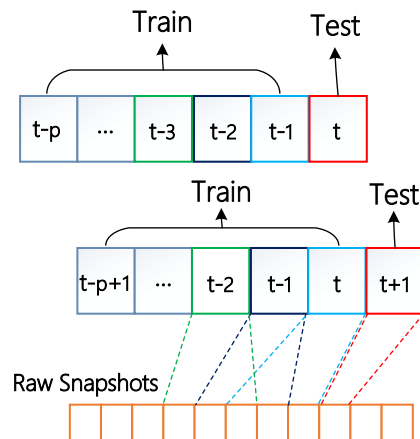 Train Test
t-p ... t-3 t-2 t-1 t
Train Test
t-p+1 ... t-2 t-1 t t+1
Raw Snapshots